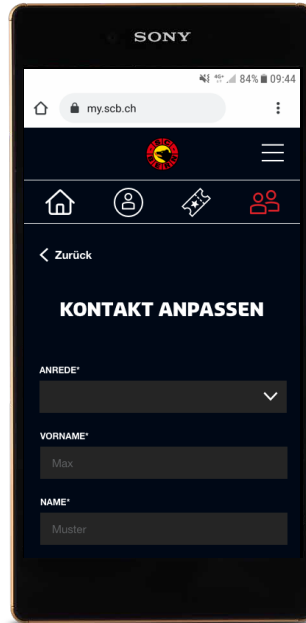 SONY
84% 09:44
my.scb.ch
Zurück
KONTAKT ANPASSEN
ANREDE*
VORNAME*
Max
NAME*
Muster